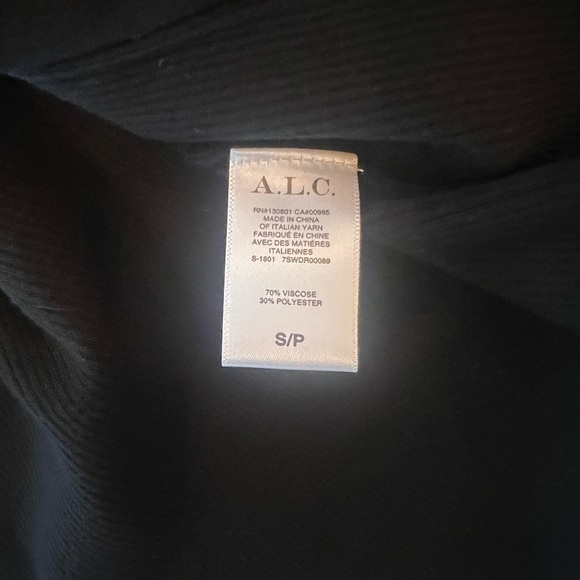 A.L.C.
RN#130801 CA#00985
MADE IN CHINA
OF ITALIAN YARN
FABRIQUÉ EN CHINE
AVEC DES MATIÈRES
ITALIENNES
S-1801 7SWDR00089
70% VISCOSE
30% POLYESTER
S/P